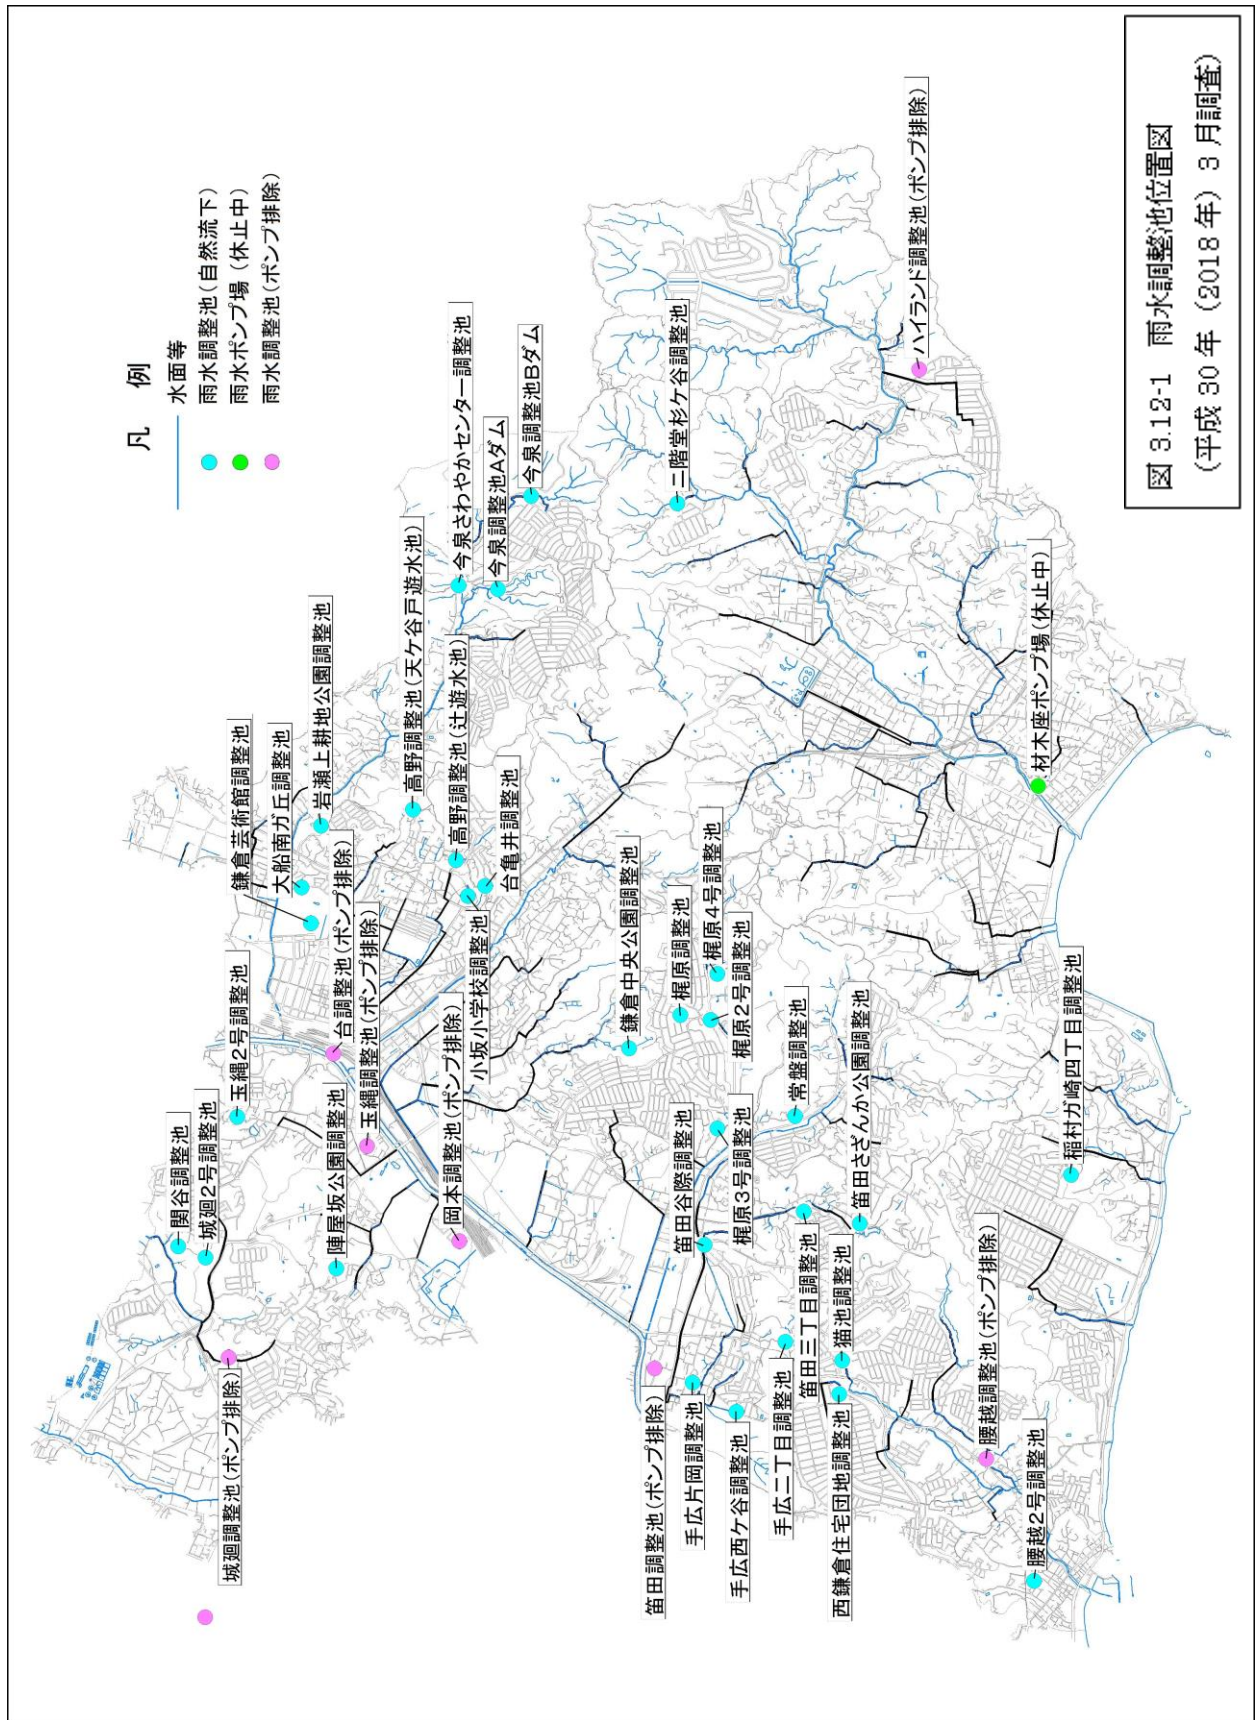 凡 例
水面等
雨水調整池(自然流下)
雨水ポンプ場(休止中)
雨水調整池(ポンプ排除)
鎌倉芸術館調整池
大船南ガ丘調整池
岩瀬上耕地公園調整池
高野調整池(天ケ谷戸遊水池)
今泉さわやかセンター調整池
今泉調整池Aダム
今泉調整池Bダム
高野調整池(辻遊水池)
台亀井調整池
小坂小学校調整池
台調整池(ポンプ排除)
玉縄調整池(ポンプ排除)
岡本調整池(ポンプ排除)
玉縄2号調整池
関谷調整池
城廻2号調整池
陣屋坂公園調整池
城廻調整池(ポンプ排除)
二階堂杉ケ谷調整池
ハイランド調整池(ポンプ排除)
鎌倉中央公園調整池
梶原調整池
梶原4号調整池
梶原2号調整池
常盤調整池
笛田さざんか公園調整池
笛田谷際調整池
梶原3号調整池
笛田三丁目調整池
猫池調整池
笛田調整池(ポンプ排除)
手広片岡調整池
手広西ケ谷調整池
手広二丁目調整池
西鎌倉住宅団地調整池
腰越調整池(ポンプ排除)
腰越2号調整池
稲村ガ崎四丁目調整池
材木座ポンプ場(休止中)
図 3.12-1 雨水調整池位置図
(平成 30 年 (2018 年) 3 月調査)